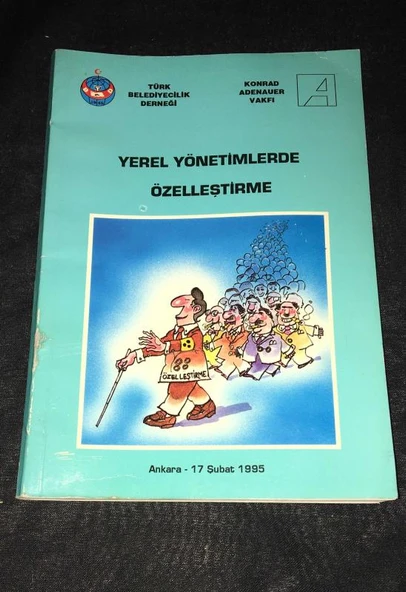 TÜRK
BELEDİYECİLİK
DERNEĞİ
KONRAD
ADENAUER
VAKFI
YEREL YÖNETİMLERDE
ÖZELLEŞTİRME
ÖZELLEŞTİRME
Ankara - 17 Şubat 1995